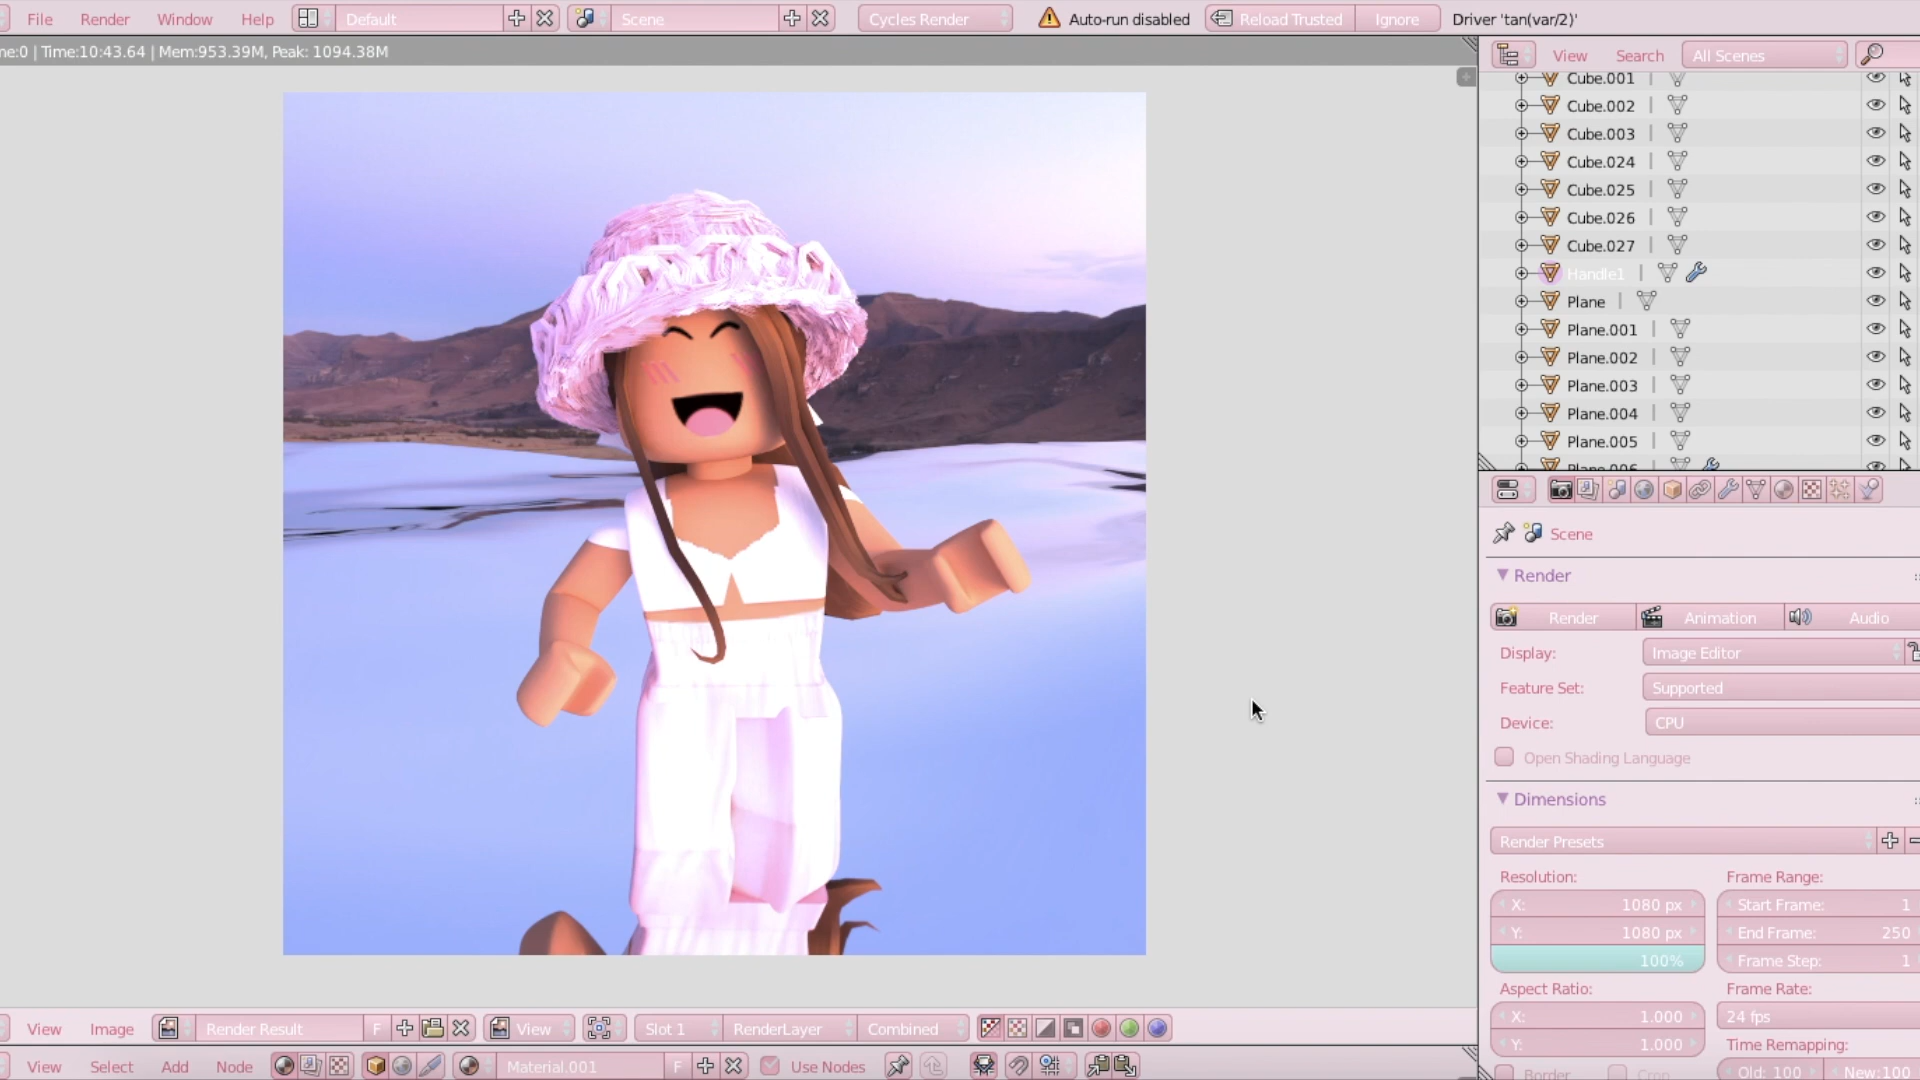 File Render Window Help Default Scene Cycles Render Auto-run disabled Reload Trusted Ignore Driver 'tan(var/2)'
ne:0 | Time:10:43.64 | Mem:953.39M, Peak: 1094.38M
View Search All Scenes
Cube.001
Cube.002
Cube.003
Cube.024
Cube.025
Cube.026
Cube.027
Handle1
Plane
Plane.001
Plane.002
Plane.003
Plane.004
Plane.005
Plane.006
Scene
Render
Render Animation Audio
Display: Image Editor
Feature Set: Supported
Device: CPU
Open Shading Language
Dimensions
Render Presets
Resolution: Frame Range:
X: 1080 px Start Frame: 1
Y: 1080 px End Frame: 250
100% Frame Step: 1
Aspect Ratio: Frame Rate:
X: 1.000 24 fps
Y: 1.000 Time Remapping:
Border Crop Old: 100 New:100
View Image Render Result F View Slot 1 RenderLayer Combined
View Select Add Node Material.001 F Use Nodes